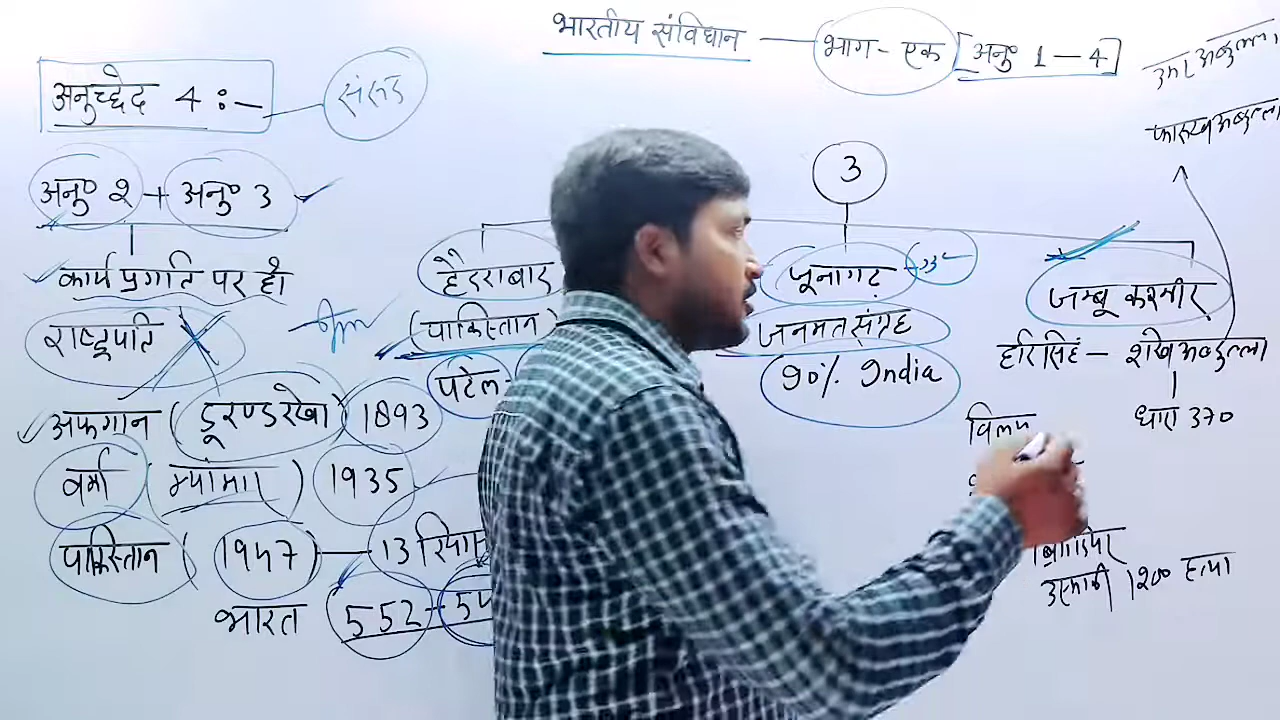 भारतीय संविधान — भाग - एक [अनु० 1 – 4]
अनुच्छेद 4 :–
संसद
अनु० 2 + अनु० 3
कार्य प्रगति पर हो
राष्ट्रपति
अफगान ( डूरण्ड रेखा ) 1893
वर्मा ( म्यांमार ) 1935
पाकिस्तान ( 1947 ) — 13
भारत 552 -
3
हैदराबाद
(पाकिस्तान)
पटेल -
जूनागढ़
जनमत संग्रह
90% India
जम्बू कश्मीर
हरिसिहं – शेख अब्दुल्ला
धारा 370
विलय
1200 हत्या
उमर अब्दुल्ला
फारुख अब्दुल्ला